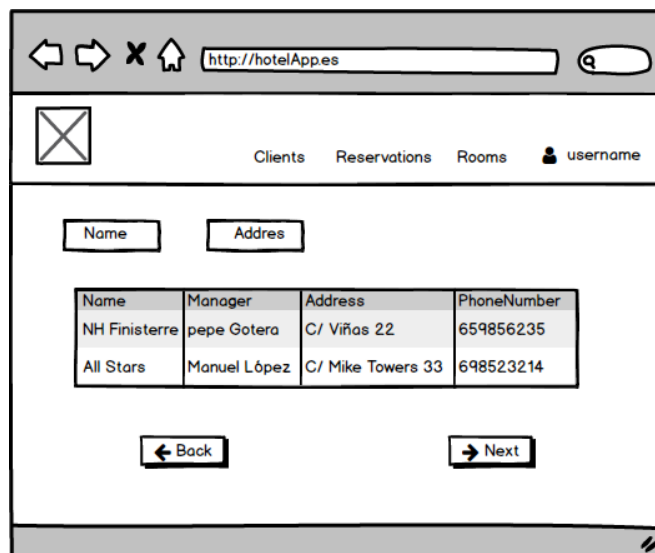 http://hotelApp.es
Clients Reservations Rooms username
Name Addres
Name Manager Address PhoneNumber
NH Finisterre pepe Gotera C/ Viñas 22 659856235
All Stars Manuel López C/ Mike Towers 33 698523214
Back Next